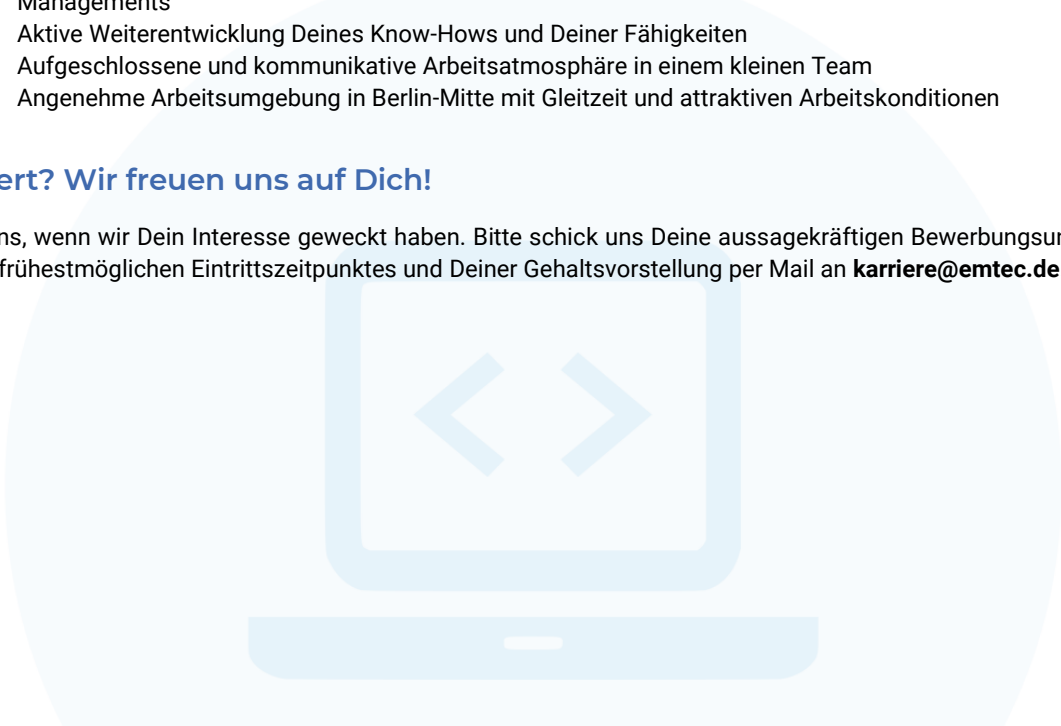 Managements
Aktive Weiterentwicklung Deines Know-Hows und Deiner Fähigkeiten
Aufgeschlossene und kommunikative Arbeitsatmosphäre in einem kleinen Team
Angenehme Arbeitsumgebung in Berlin-Mitte mit Gleitzeit und attraktiven Arbeitskonditionen
ert? Wir freuen uns auf Dich!
ns, wenn wir Dein Interesse geweckt haben. Bitte schick uns Deine aussagekräftigen Bewerbungsu
frühestmöglichen Eintrittszeitpunktes und Deiner Gehaltsvorstellung per Mail an karriere@emtec.de